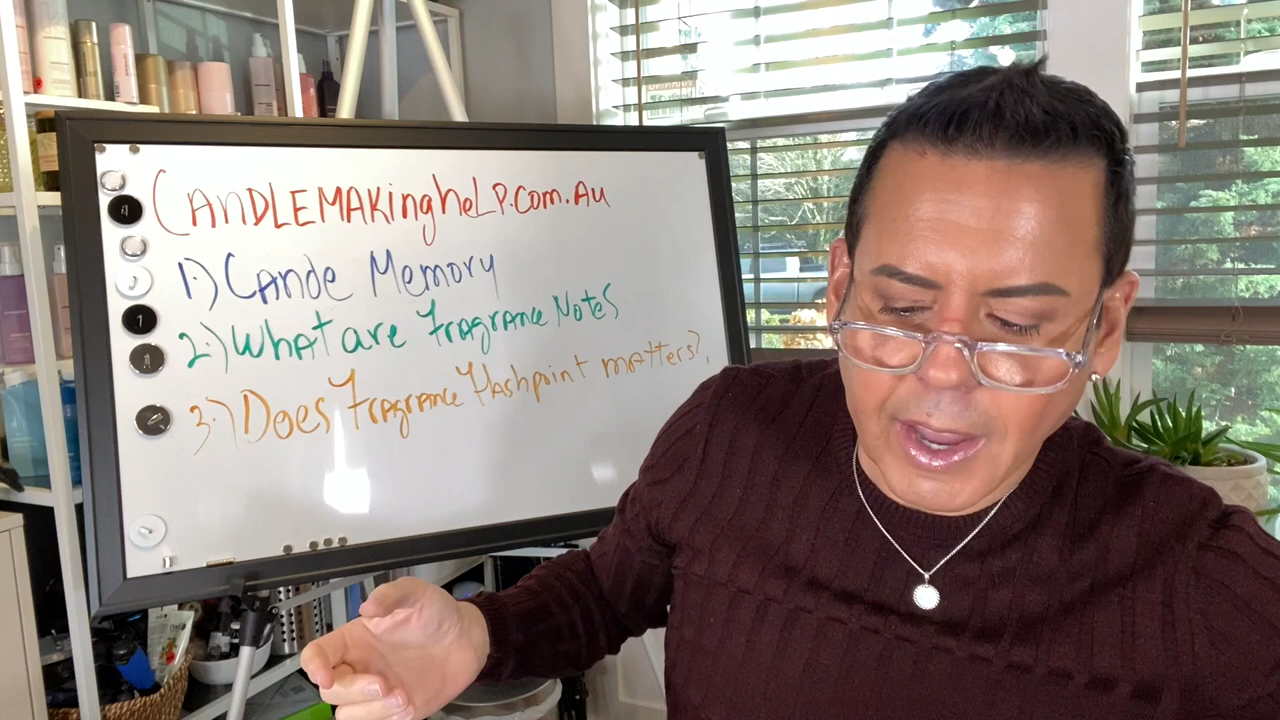 CANDLEMAKingheLP.com.Au
1.) Cande Memory
2.) What are Fragrance Notes
3.) Does Fragrance Flashpoint matters?.